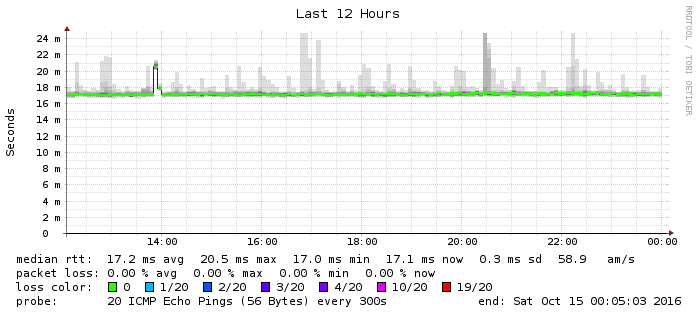 Last 12 Hours
RRDTOOL / TOBI OETIKER
Seconds
24 m
22 m
20 m
18 m
16 m
14 m
12 m
10 m
8 m
6 m
4 m
2 m
0
14:00 16:00 18:00 20:00 22:00 00:00
median rtt: 17.2 ms avg 20.5 ms max 17.0 ms min 17.1 ms now 0.3 ms sd 58.9 am/s
packet loss: 0.00 % avg 0.00 % max 0.00 % min 0.00 % now
loss color: 0 1/20 2/20 3/20 4/20 10/20 19/20
probe: 20 ICMP Echo Pings (56 Bytes) every 300s end: Sat Oct 15 00:05:03 2016